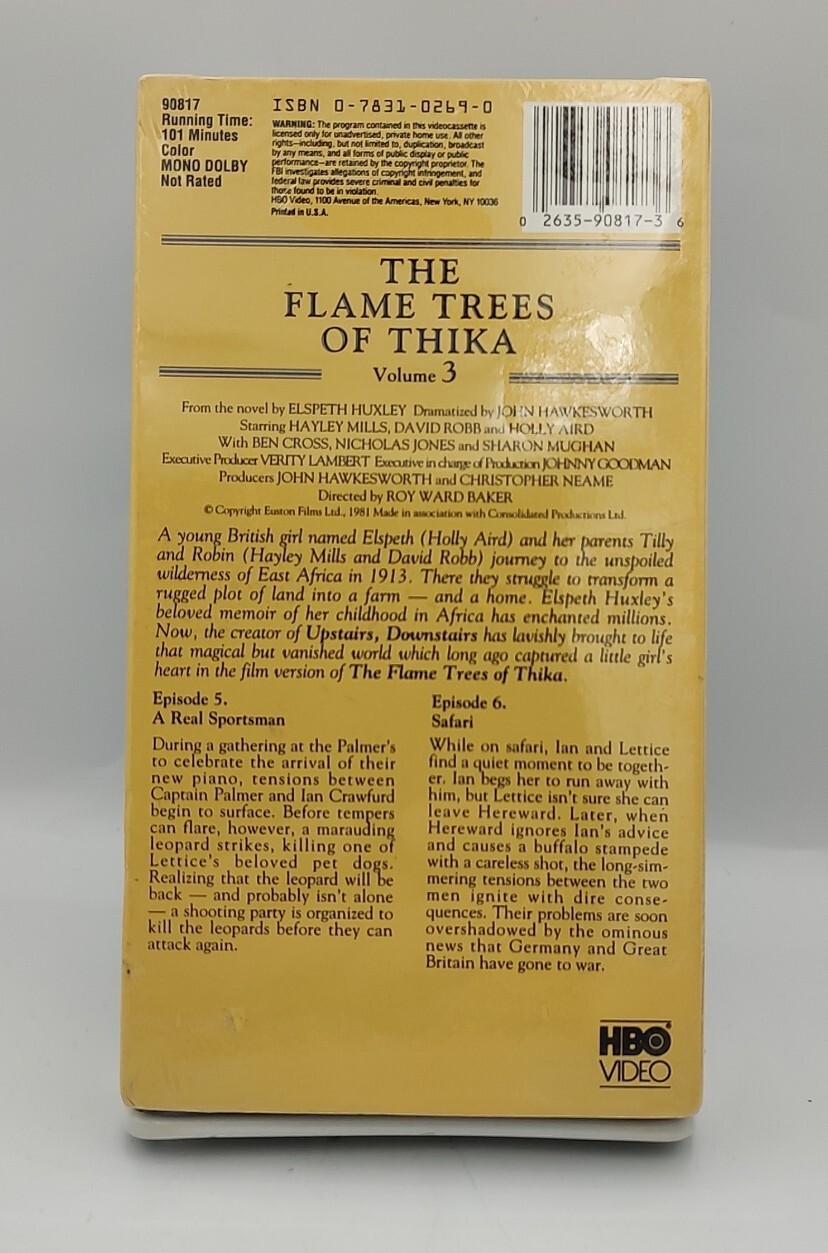 90817
Running Time:
101 Minutes
Color
MONO DOLBY
Not Rated
ISBN 0-7831-0269-0
WARNING: The program contained in this videocassette is
licensed only for unadvertised, private home use. All other
rights—including, but not limited to, duplication, broadcast
by any means, and all forms of public display or public
performance—are retained by the copyright proprietor. The
FBI investigates allegations of copyright infringement, and
federal law provides severe criminal and civil penalties for
those found to be in violation.
HBO Video, 1100 Avenue of the Americas, New York, NY 10036
Printed in U.S.A.
0 2635-90817-3 6
THE
FLAME TREES
OF THIKA
Volume 3
From the novel by ELSPETH HUXLEY Dramatized by JOHN HAWKESWORTH
Starring HAYLEY MILLS, DAVID ROBB and HOLLY AIRD
With BEN CROSS, NICHOLAS JONES and SHARON MUGHAN
Executive Producer VERITY LAMBERT Executive in charge of Production JOHNNY GOODMAN
Producers JOHN HAWKESWORTH and CHRISTOPHER NEAME
Directed by ROY WARD BAKER
© Copyright Euston Films Ltd., 1981 Made in association with Consolidated Productions Ltd.
A young British girl named Elspeth (Holly Aird) and her parents Tilly
and Robin (Hayley Mills and David Robb) journey to the unspoiled
wilderness of East Africa in 1913. There they struggle to transform a
rugged plot of land into a farm — and a home. Elspeth Huxley's
beloved memoir of her childhood in Africa has enchanted millions.
Now, the creator of Upstairs, Downstairs has lavishly brought to life
that magical but vanished world which long ago captured a little girl's
heart in the film version of The Flame Trees of Thika.
Episode 5.
A Real Sportsman
During a gathering at the Palmer's
to celebrate the arrival of their
new piano, tensions between
Captain Palmer and Ian Crawfurd
begin to surface. Before tempers
can flare, however, a marauding
leopard strikes, killing one of
Lettice's beloved pet dogs.
Realizing that the leopard will be
back — and probably isn't alone
— a shooting party is organized to
kill the leopards before they can
attack again.
Episode 6.
Safari
While on safari, Ian and Lettice
find a quiet moment to be togeth-
er. Ian begs her to run away with
him, but Lettice isn't sure she can
leave Hereward. Later, when
Hereward ignores Ian's advice
and causes a buffalo stampede
with a careless shot, the long-sim-
mering tensions between the two
men ignite with dire conse-
quences. Their problems are soon
overshadowed by the ominous
news that Germany and Great
Britain have gone to war.
HBO
VIDEO